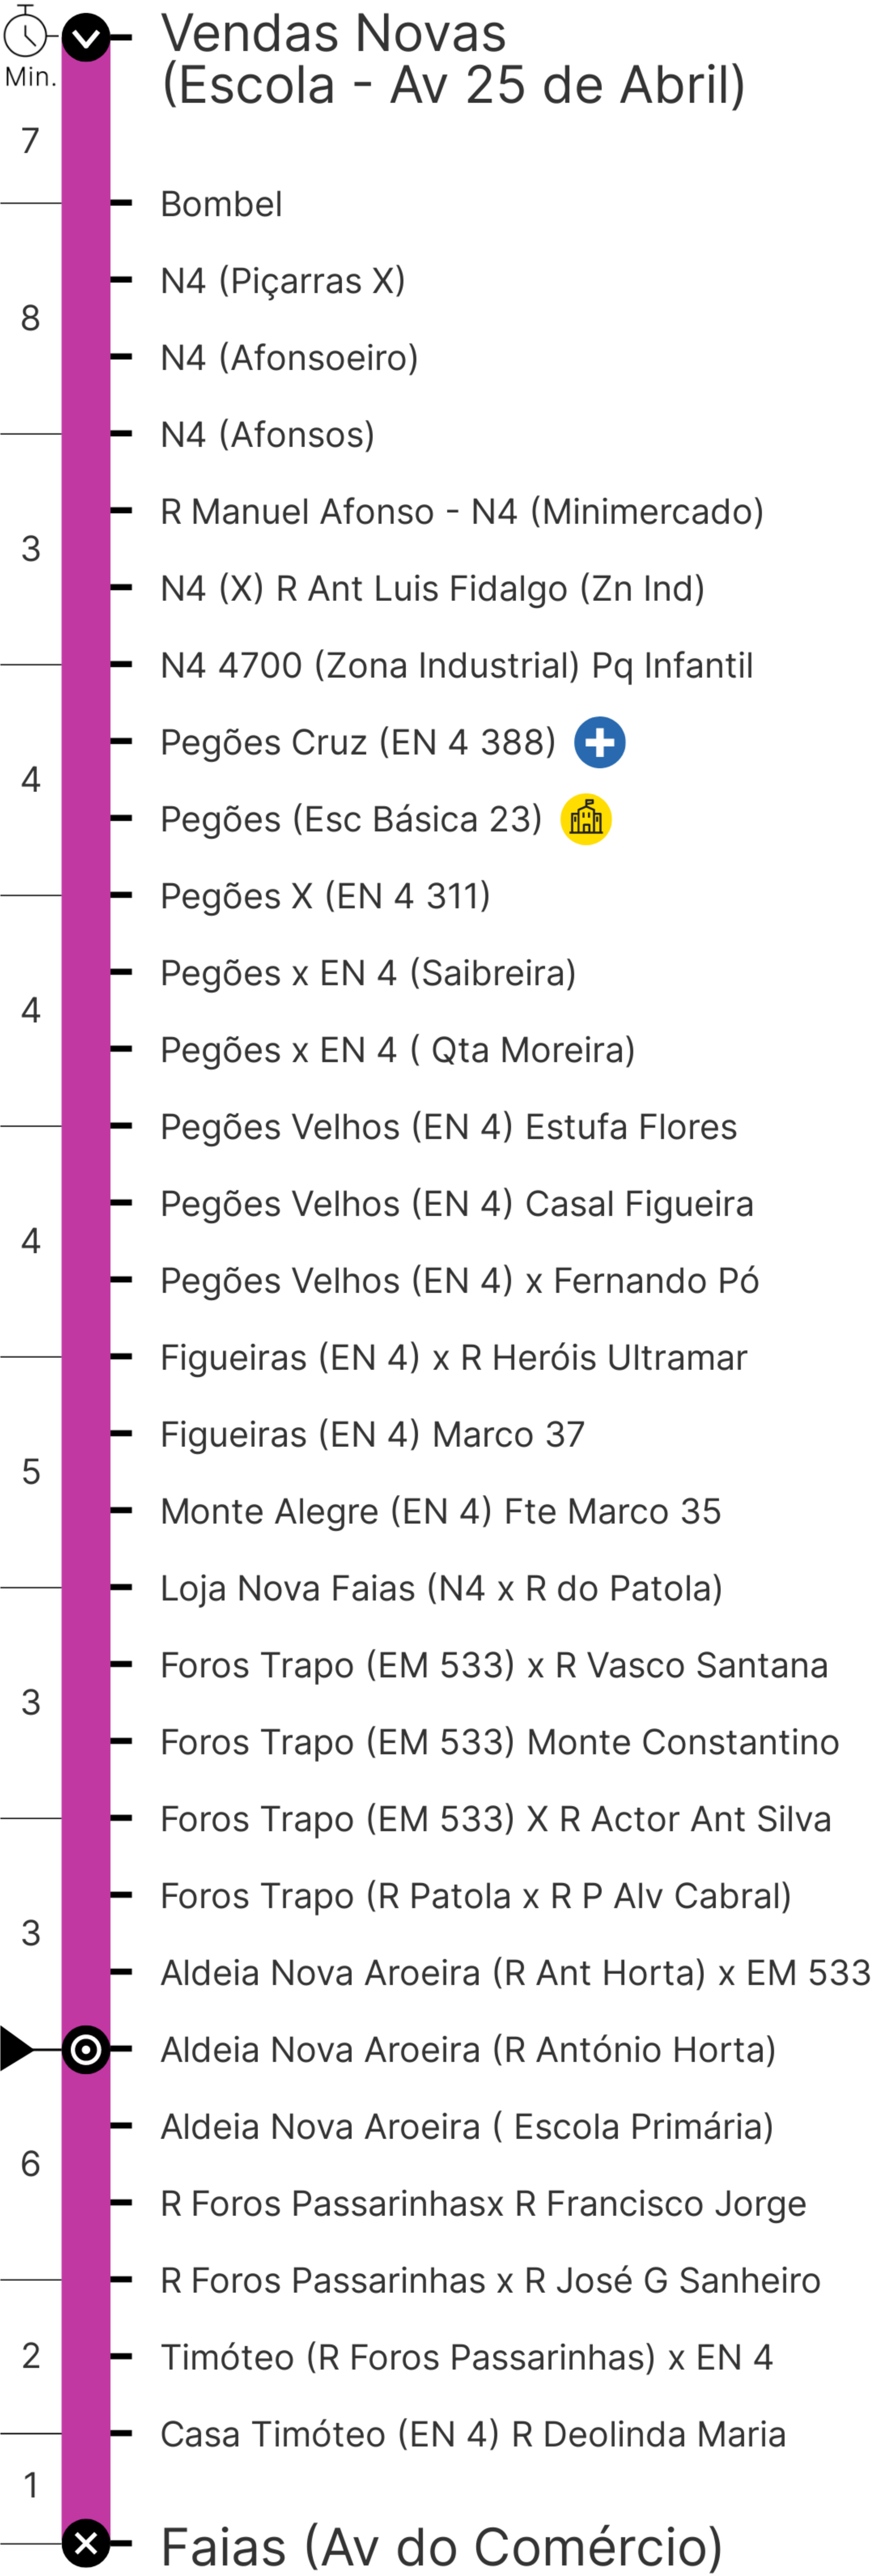 Vendas Novas
(Escola - Av 25 de Abril)
Min.
7
Bombel
N4 (Piçarras X)
8
N4 (Afonsoeiro)
N4 (Afonsos)
R Manuel Afonso - N4 (Minimercado)
3
N4 (X) R Ant Luis Fidalgo (Zn Ind)
N4 4700 (Zona Industrial) Pq Infantil
Pegões Cruz (EN 4 388)
4
Pegões (Esc Básica 23)
Pegões X (EN 4 311)
Pegões x EN 4 (Saibreira)
4
Pegões x EN 4 ( Qta Moreira)
Pegões Velhos (EN 4) Estufa Flores
Pegões Velhos (EN 4) Casal Figueira
4
Pegões Velhos (EN 4) x Fernando Pó
Figueiras (EN 4) x R Heróis Ultramar
Figueiras (EN 4) Marco 37
5
Monte Alegre (EN 4) Fte Marco 35
Loja Nova Faias (N4 x R do Patola)
Foros Trapo (EM 533) x R Vasco Santana
3
Foros Trapo (EM 533) Monte Constantino
Foros Trapo (EM 533) X R Actor Ant Silva
Foros Trapo (R Patola x R P Alv Cabral)
3
Aldeia Nova Aroeira (R Ant Horta) x EM 533
Aldeia Nova Aroeira (R António Horta)
Aldeia Nova Aroeira ( Escola Primária)
6
R Foros Passarinhasx R Francisco Jorge
R Foros Passarinhas x R José G Sanheiro
2
Timóteo (R Foros Passarinhas) x EN 4
Casa Timóteo (EN 4) R Deolinda Maria
1
Faias (Av do Comércio)